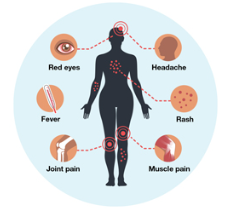 Red eyes
Headache
Fever
Rash
Joint pain
Muscle pain